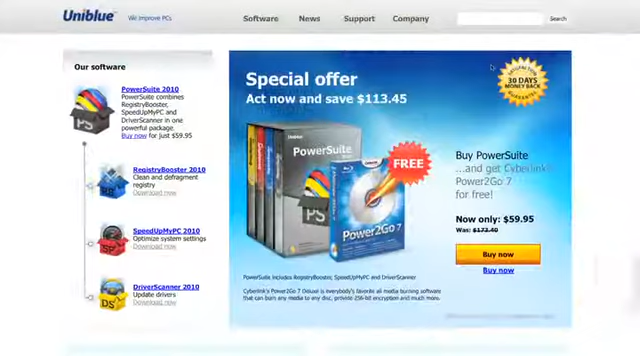 Uniblue
We improve PCs
Software News Support Company
Search
Our software
PowerSuite 2010
PowerSuite combines
RegistryBooster,
SpeedUpMyPC and
DriverScanner in one
powerful package.
Buy now for just $59.95
RegistryBooster 2010
Clean and defragment
registry
Download now
SpeedUpMyPC 2010
Optimize system settings
Download now
DriverScanner 2010
Update drivers
Download now
Special offer
Act now and save $113.45
SATISFACTION
30 DAYS
MONEY BACK
GUARANTEE
PowerSuite
PS
FREE
Power2Go 7
Buy PowerSuite
...and get Cyberlink's
Power2Go 7
for free!
Now only: $59.95
Was: $173.40
Buy now
Buy now
PowerSuite includes RegistryBooster, SpeedUpMyPC and DriverScanner
CyberLink's Power2Go 7 Deluxe is everybody's favorite all media burning software
that can burn any media to any disc, provide 256-bit encryption and much more.